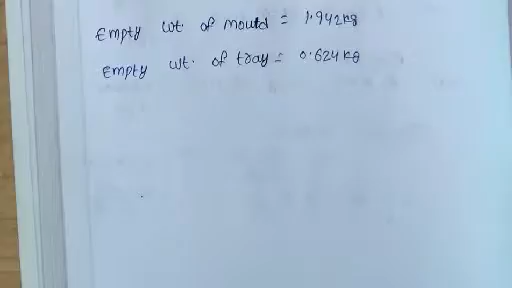 Empty wt. of mould = 1.942kg
Empty wt. of tray = 0.624kg